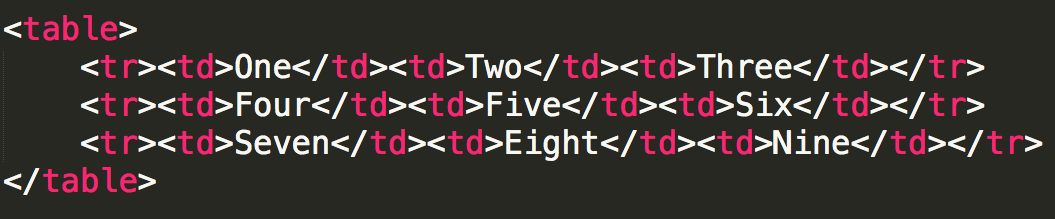 <table>
<tr><td>One</td><td>Two</td><td>Three</td></tr>
<tr><td>Four</td><td>Five</td><td>Six</td></tr>
<tr><td>Seven</td><td>Eight</td><td>Nine</td></tr>
</table>